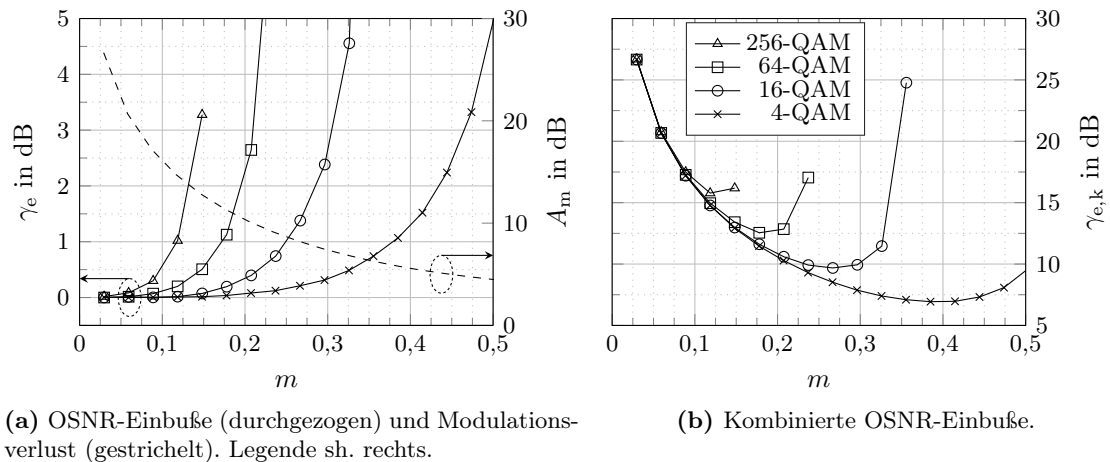 5
4
3
2
1
0
γe in dB
30
20
10
0
Am in dB
0
0,1
0,2
0,3
0,4
0,5
m
256-QAM
64-QAM
16-QAM
4-QAM
30
25
20
15
10
5
γe,k in dB
0
0,1
0,2
0,3
0,4
0,5
m
(a) OSNR-Einbuße (durchgezogen) und Modulations-
verlust (gestrichelt). Legende sh. rechts.
(b) Kombinierte OSNR-Einbuße.